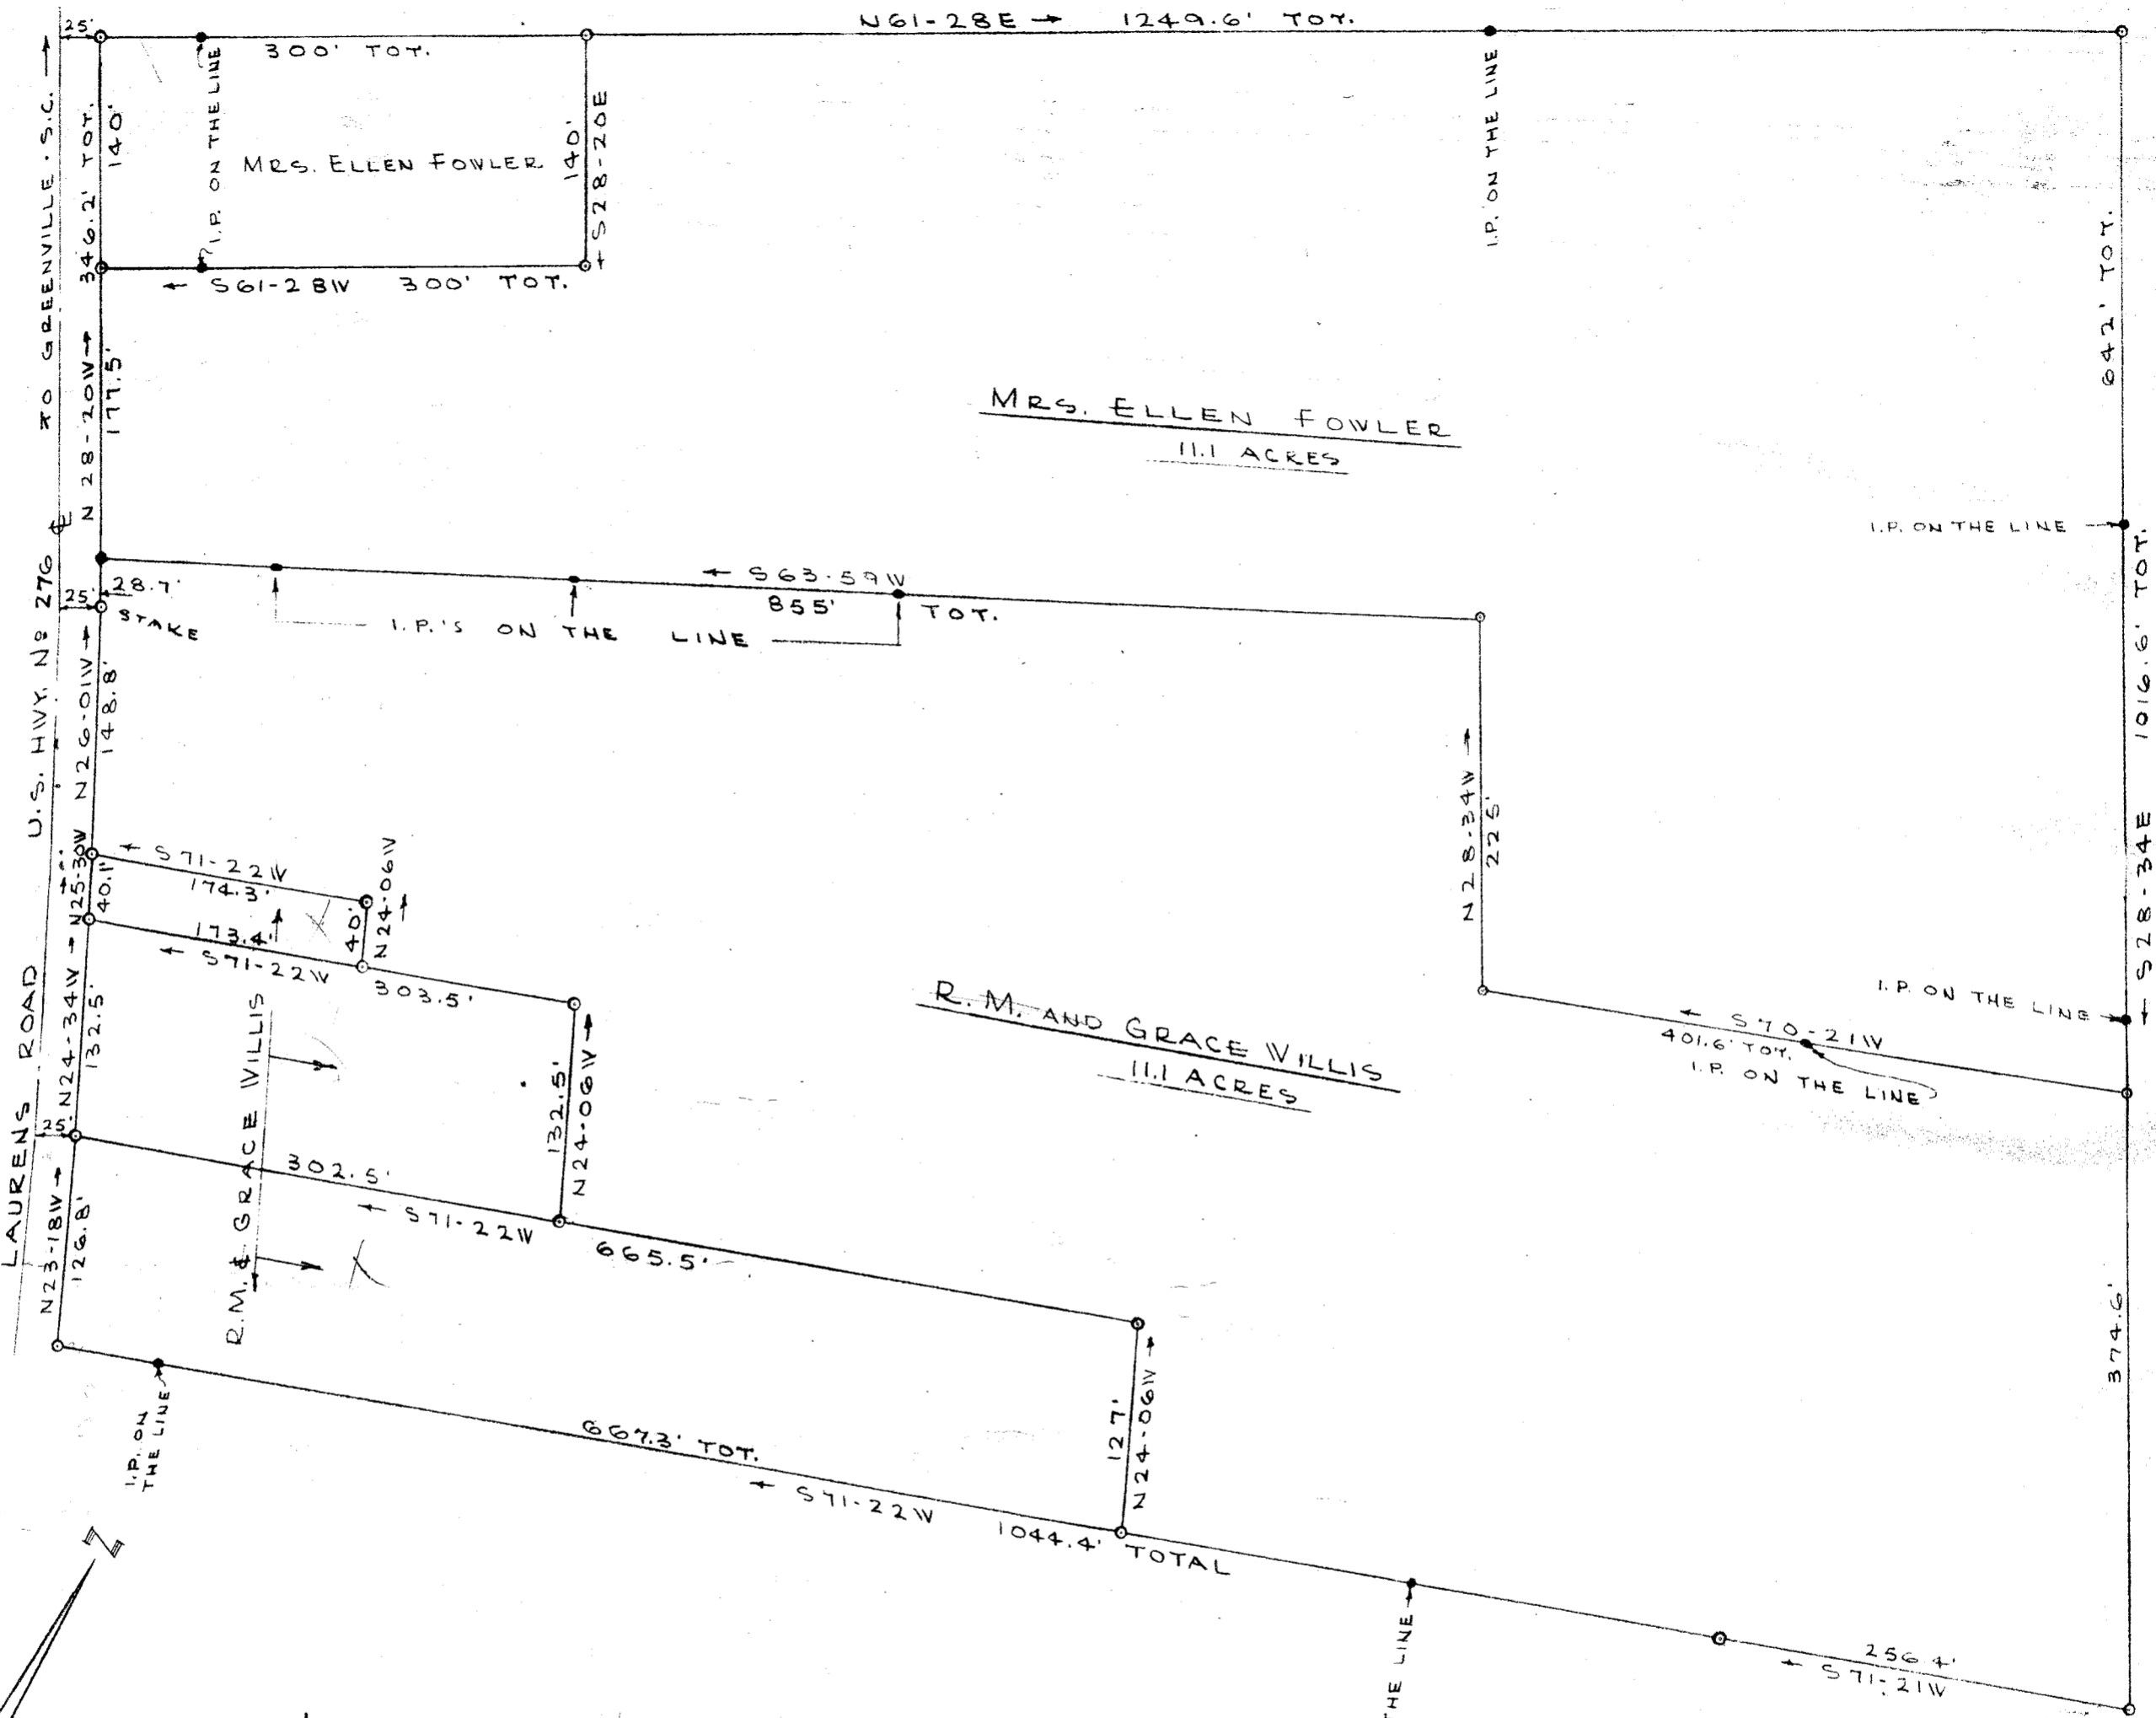 N61-28E → 1249.6' TOT.
25'
300' TOT.
I.P. ON THE LINE
I.P. ON THE LINE
TO GREENVILLE. S.C. →
346.2' TOT.
140'
MRS. ELLEN FOWLER
140'
← S28-20E
← S61-28W 300' TOT.
N 28-20W →
177.5'
642' TOT.
MRS. ELLEN FOWLER
11.1 ACRES
I.P. ON THE LINE
U.S. HWY. No 276 ℄
28.7'
25'
STAKE
← S63-59W
855' TOT.
I.P.'S ON THE LINE
1016.6' TOT.
← S28-34E
N26-01W →
148.8'
N28-34W →
225'
← S71-22W
174.3'
N25-30W
40.1'
40'
N24-06W →
173.4'
← S71-22W
303.5'
I.P. ON THE LINE
← S70-21W
401.6' TOT.
I.P. ON THE LINE
R.M. AND GRACE WILLIS
11.1 ACRES
LAURENS ROAD
N24-34W →
132.5'
R.M. & GRACE WILLIS
132.5'
N24-06W →
25'
302.5'
← S71-22W
665.5'
N23-18W →
126.8'
374.6'
I.P. ON
THE LINE
667.3' TOT.
← S71-22W
127'
N24-06W →
1044.4' TOTAL
N
HE LINE
256.4'
← S71-21W